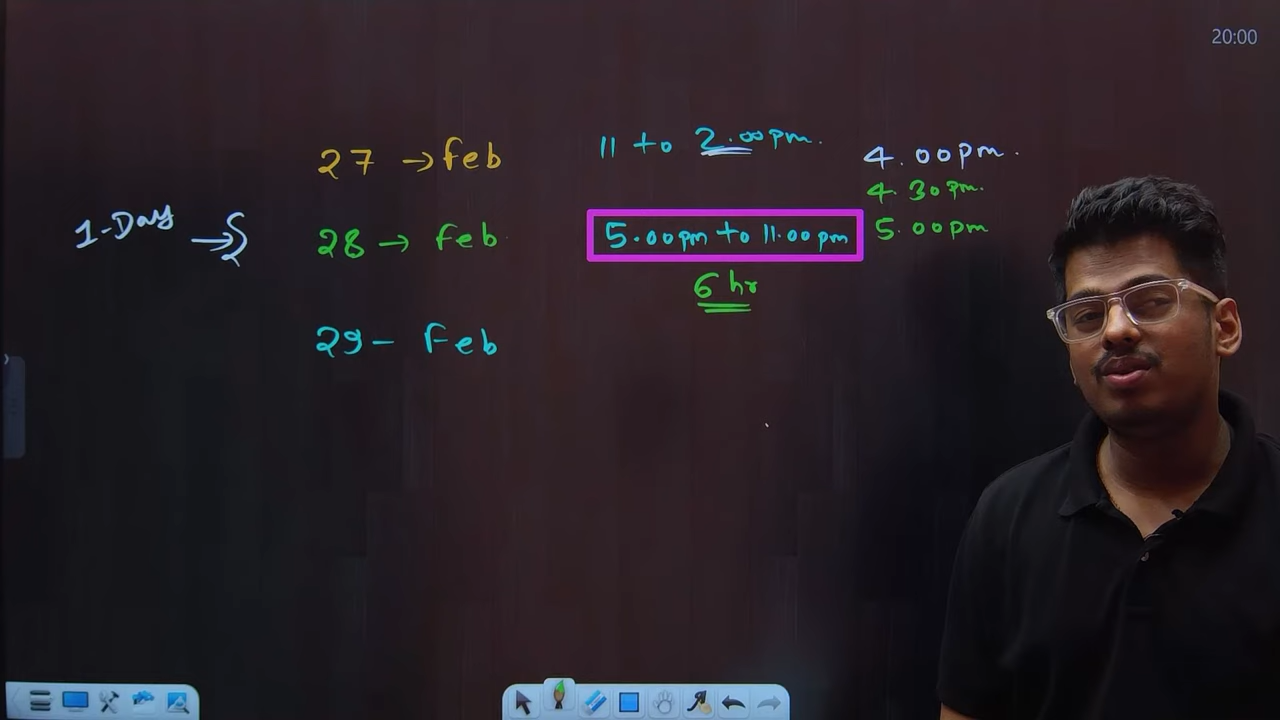 20:00
27 → Feb
11 to 2.00pm.
4.00pm.
4.30pm.
1-Day →
28 → Feb
5.00pm to 11.00pm
5.00pm
6 hr
29 - Feb